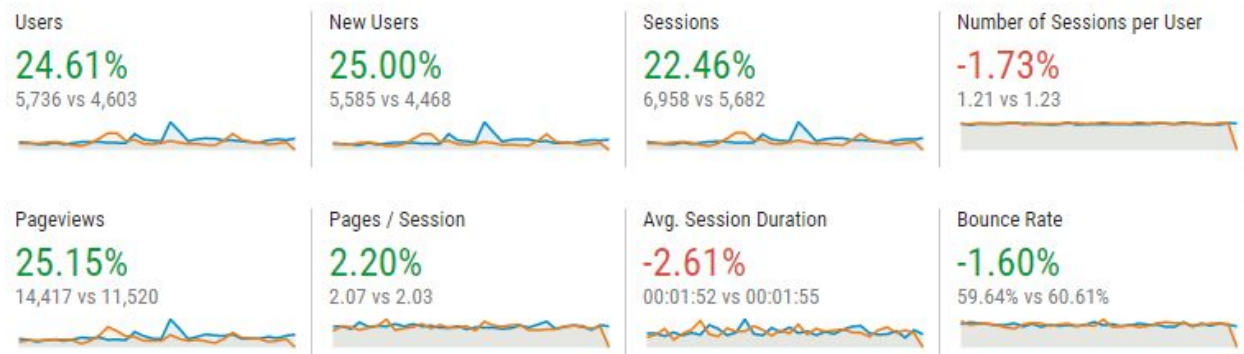 Users
24.61%
5,736 vs 4,603
New Users
25.00%
5,585 vs 4,468
Sessions
22.46%
6,958 vs 5,682
Number of Sessions per User
-1.73%
1.21 vs 1.23
Pageviews
25.15%
14,417 vs 11,520
Pages / Session
2.20%
2.07 vs 2.03
Avg. Session Duration
-2.61%
00:01:52 vs 00:01:55
Bounce Rate
-1.60%
59.64% vs 60.61%